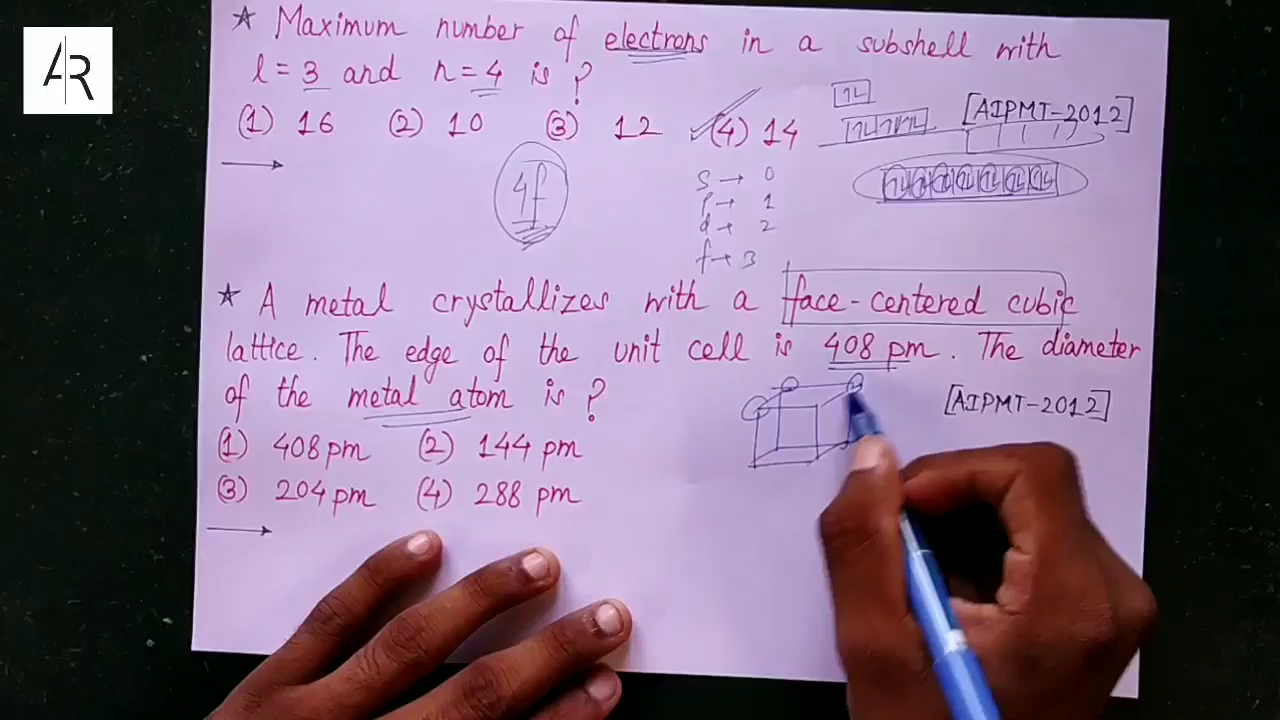 AR
★ Maximum number of electrons in a subshell with
l = 3 and n = 4 is ?
[AIPMT-2012]
(1) 16 (2) 10 (3) 12 (4) 14
4f
s → 0
p → 1
d → 2
f → 3
★ A metal crystallizes with a face-centered cubic
lattice. The edge of the unit cell is 408 pm. The diameter
of the metal atom is ?
[AIPMT-2012]
(1) 408 pm (2) 144 pm
(3) 204 pm (4) 288 pm